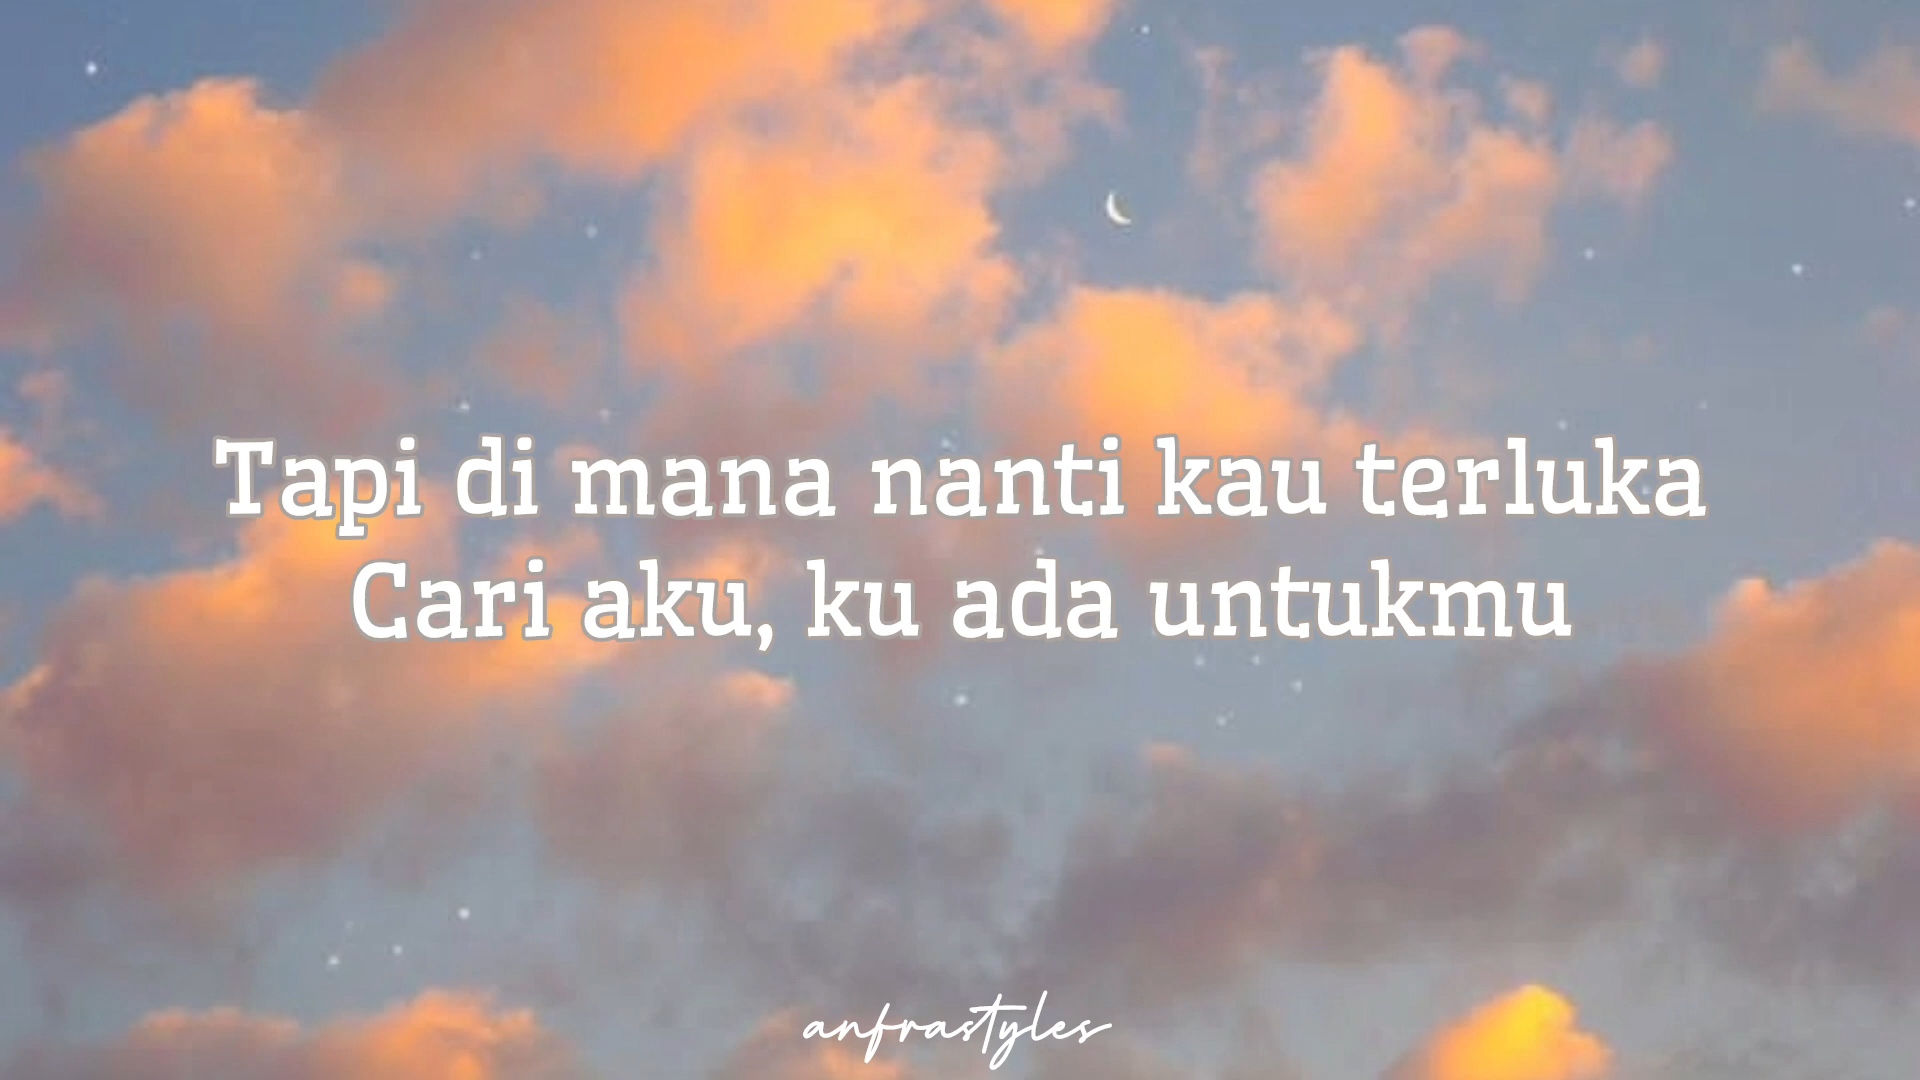 Tapi di mana nanti kau terluka
Cari aku, ku ada untukmu
anfrastyles